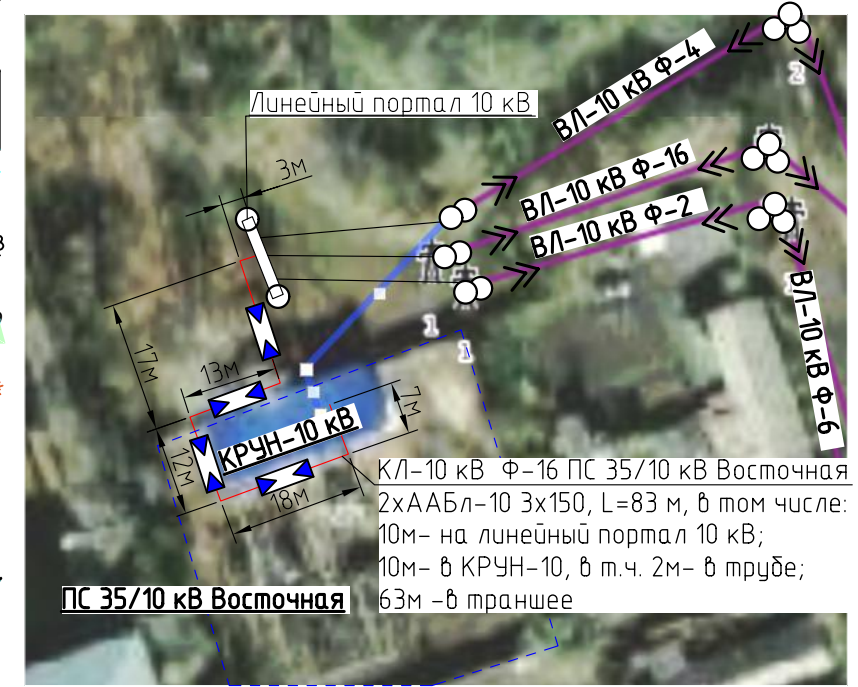 2
ВЛ-10 кВ Ф-4
Линейный портал 10 кВ
3м
ВЛ-10 кВ Ф-16
ВЛ-10 кВ Ф-2
ВЛ-10 кВ Ф-6
1
1
17м
13м
7м
КРУН-10 кВ
12м
18м
КЛ-10 кВ Ф-16 ПС 35/10 кВ Восточная
2хААБл-10 3х150, L=83 м, в том числе:
10м- на линейный портал 10 кВ;
10м- в КРУН-10, в т.ч. 2м- в трубе;
63м -в траншее
ПС 35/10 кВ Восточная